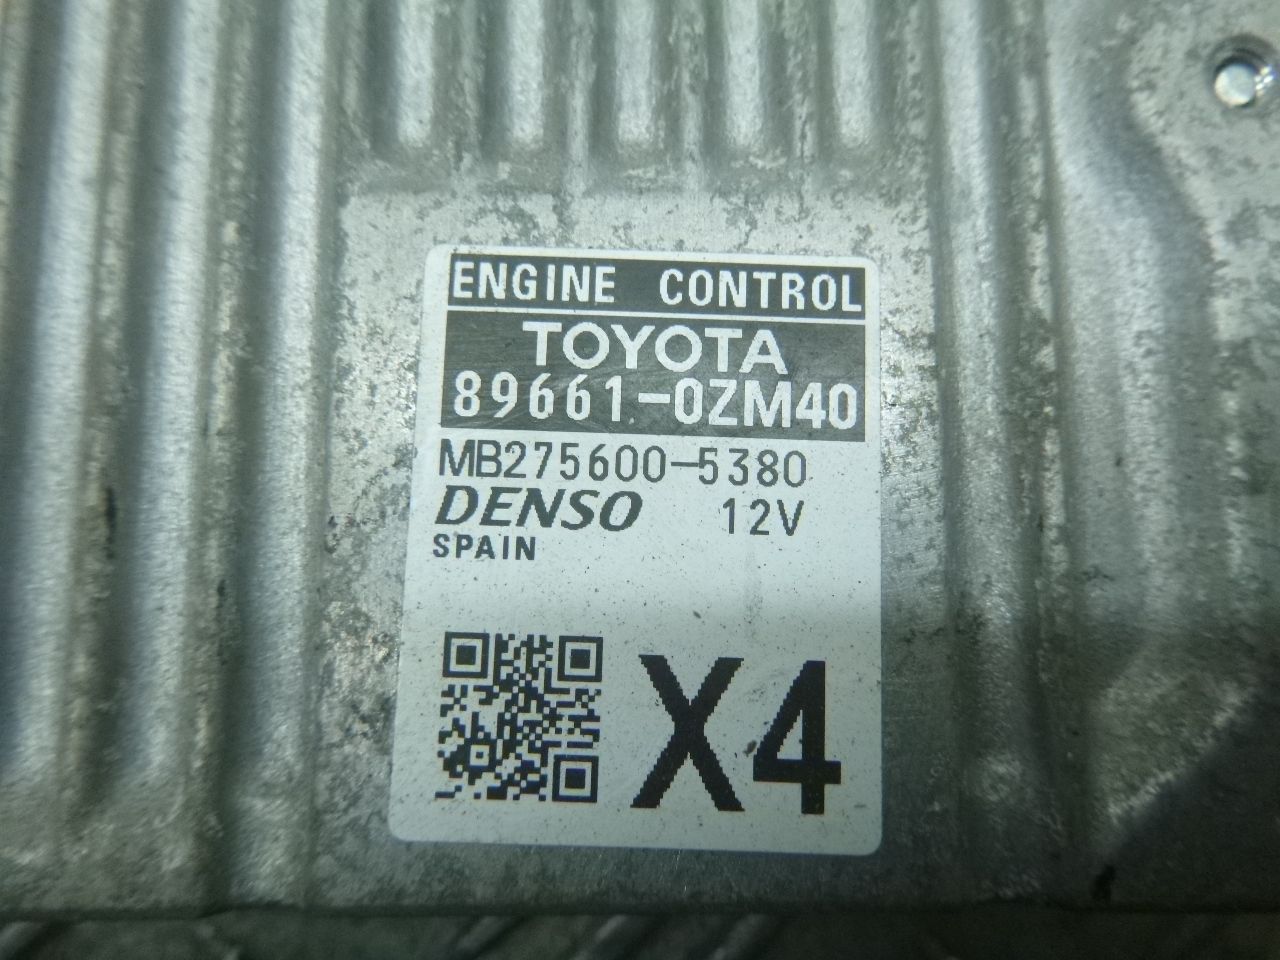 ENGINE CONTROL
TOYOTA
89661-0ZM40
MB275600-5380
DENSO 12V
SPAIN
X4